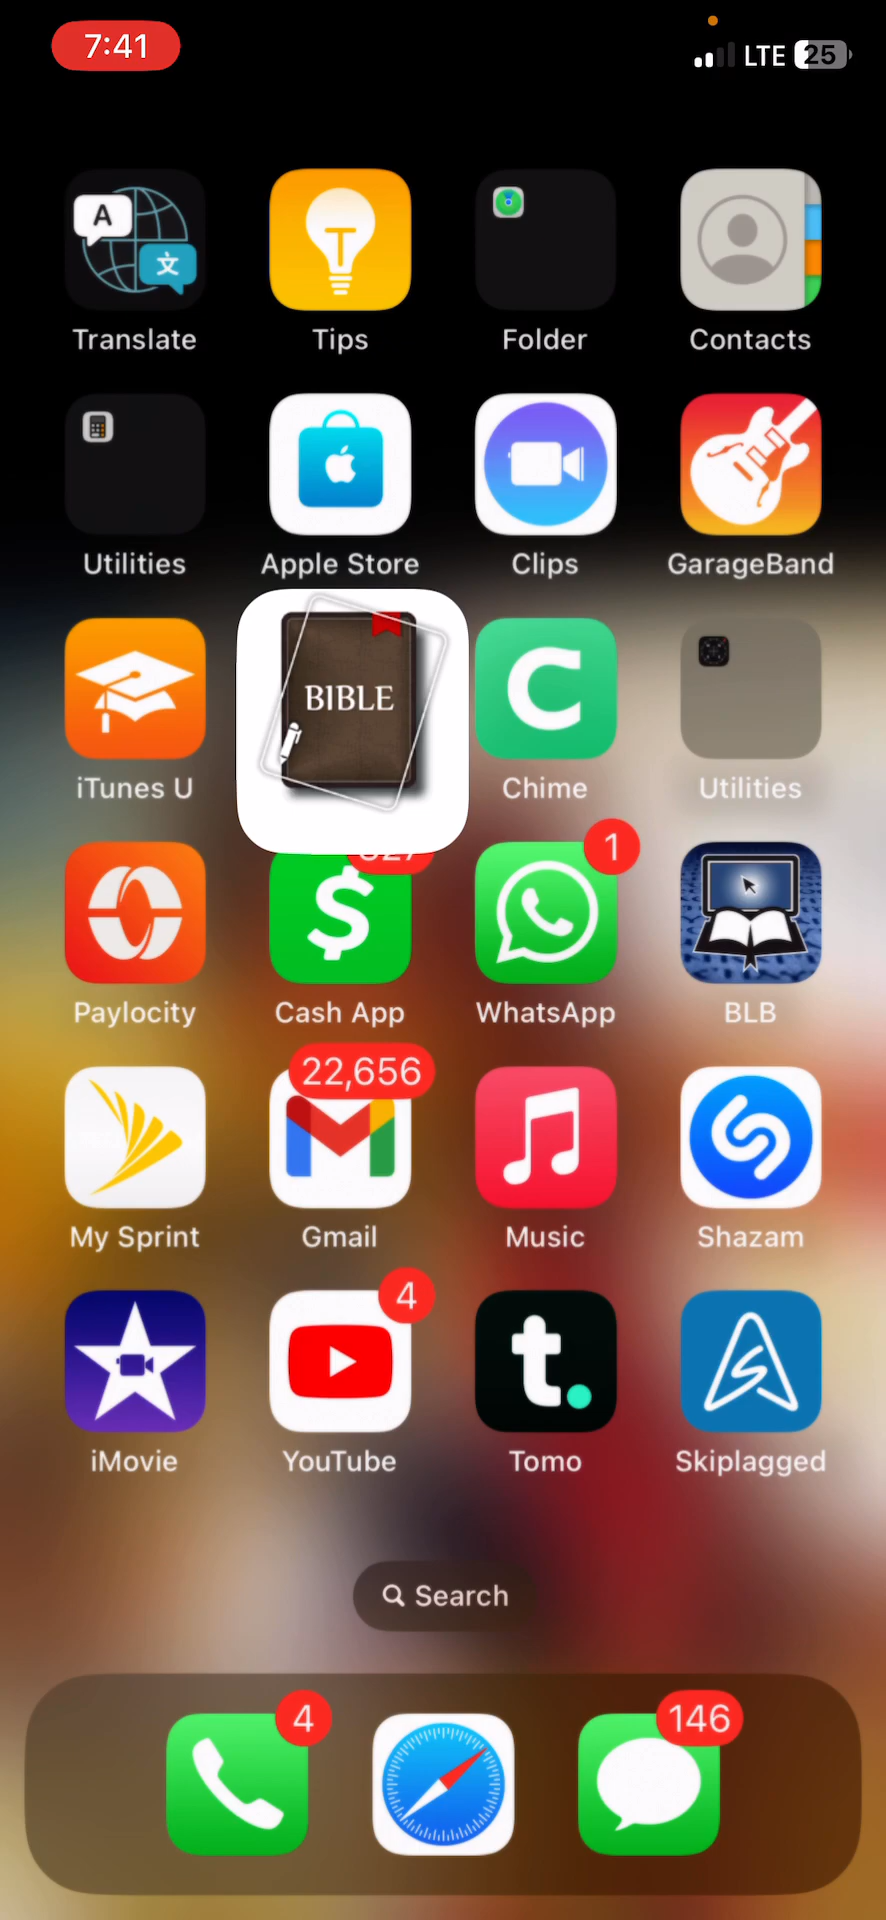 7:41
LTE 25
A
文
T
Translate
Tips
Folder
Contacts
Utilities
Apple Store
Clips
GarageBand
BIBLE
iTunes U
Chime
Utilities
1
Paylocity
Cash App
WhatsApp
BLB
22,656
My Sprint
Gmail
Music
Shazam
4
t.
iMovie
YouTube
Tomo
Skiplagged
Search
4
146